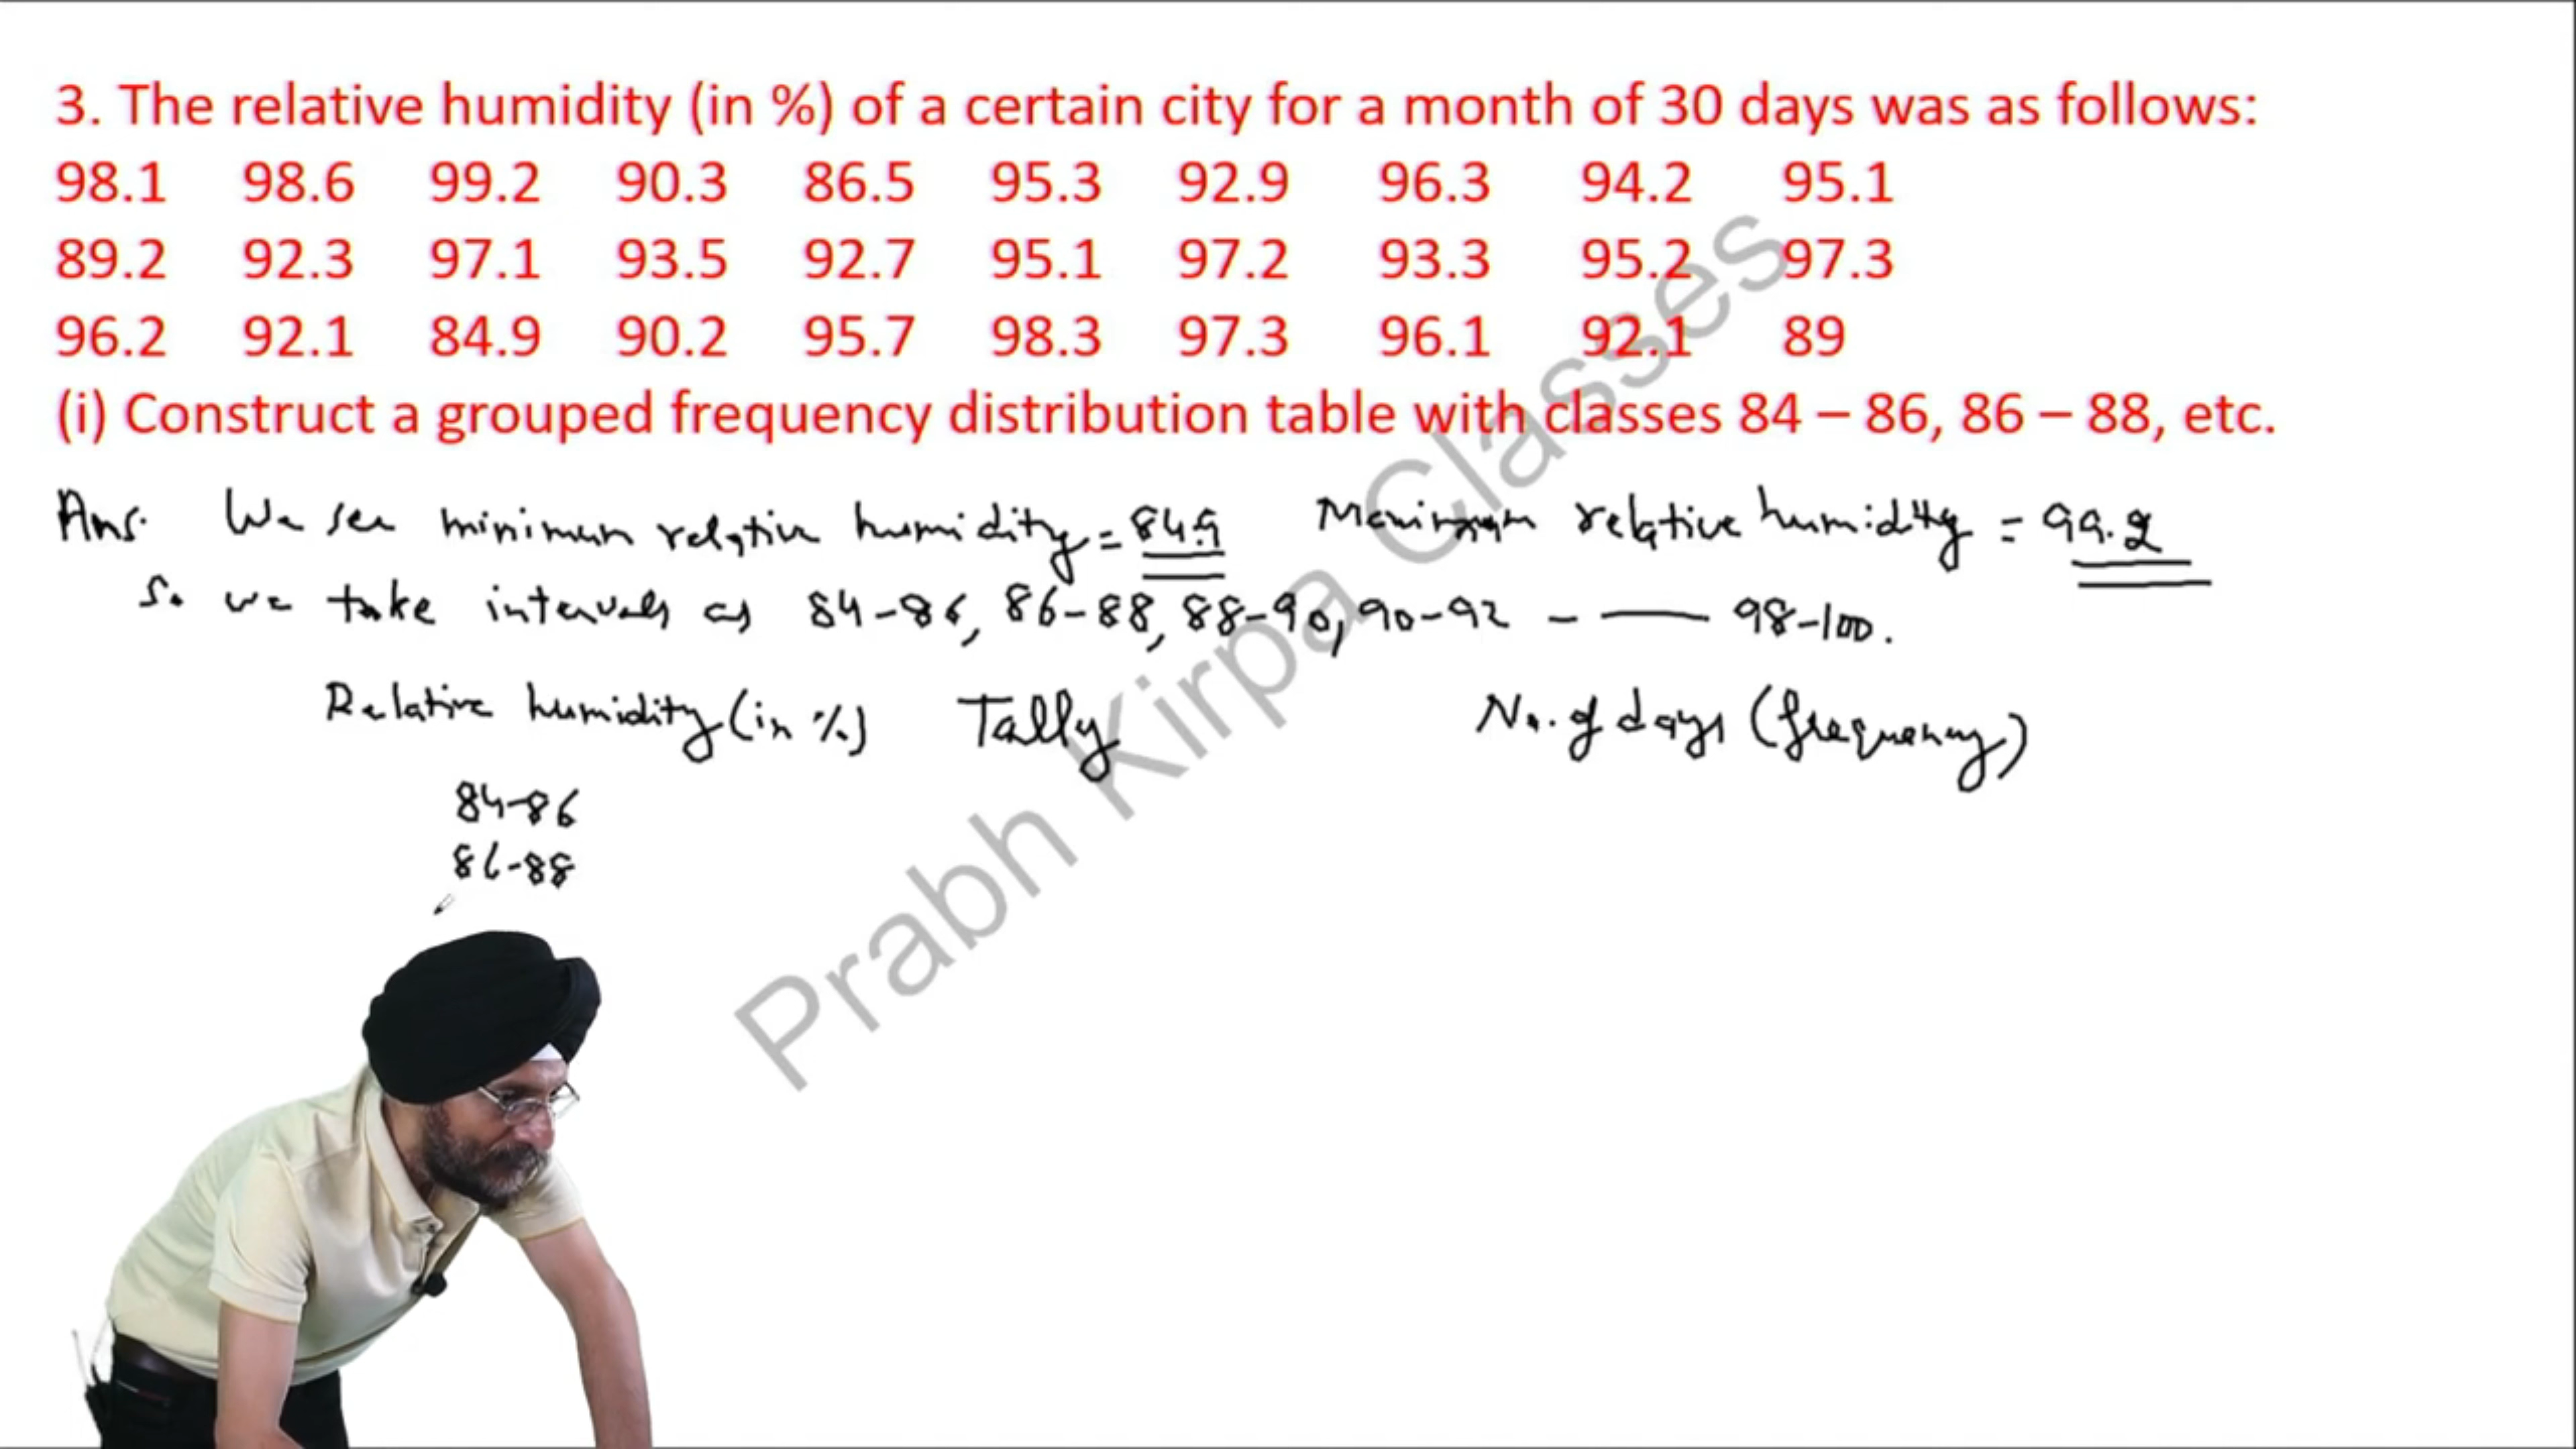 3. The relative humidity (in %) of a certain city for a month of 30 days was as follows:
98.1 98.6 99.2 90.3 86.5 95.3 92.9 96.3 94.2 95.1
89.2 92.3 97.1 93.5 92.7 95.1 97.2 93.3 95.2 97.3
96.2 92.1 84.9 90.2 95.7 98.3 97.3 96.1 92.1 89
(i) Construct a grouped frequency distribution table with classes 84 – 86, 86 – 88, etc.
Ans. We see minimum relative humidity = 84.9 Maximum relative humidity = 99.2
So we take intervals as 84-86, 86-88, 88-90, 90-92 - — 98-100.
Relative humidity (in %) Tally No. of days (frequency)
84-86
86-88
Prabh Kirpa Classes